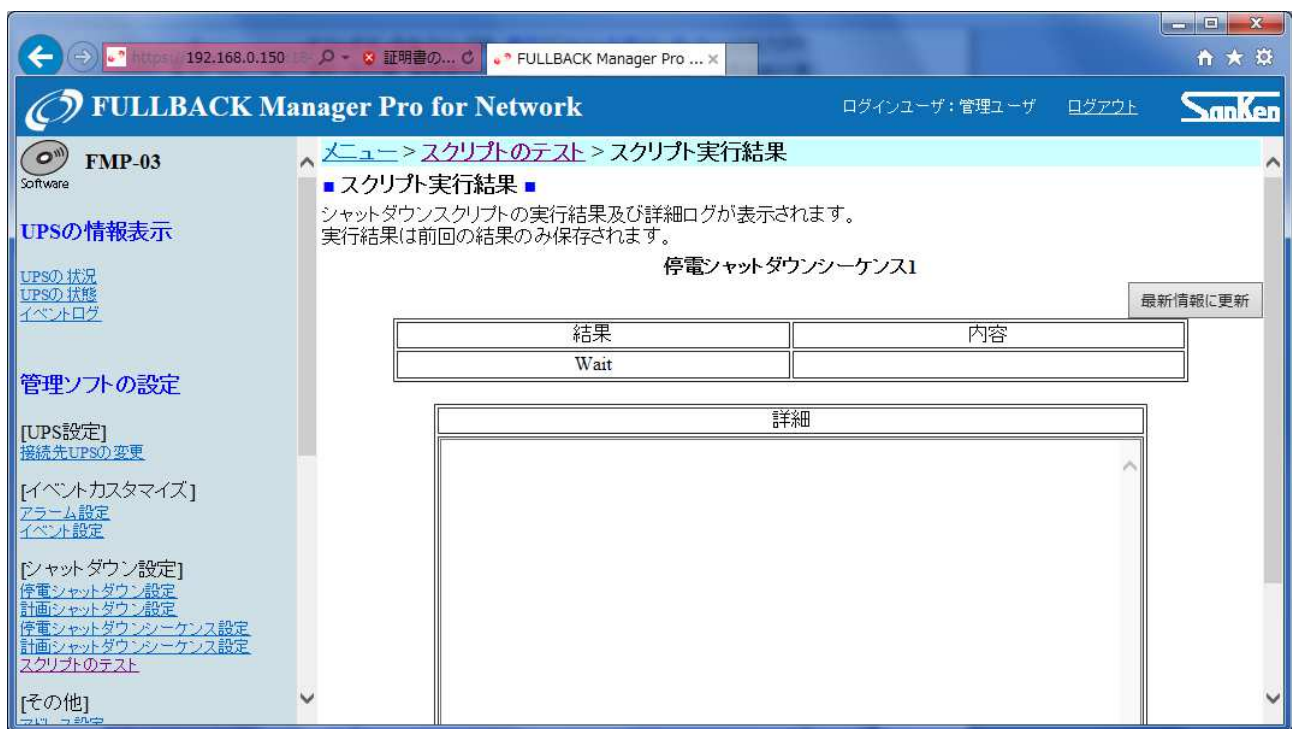 https 192.168.0.150
証明書の...
FULLBACK Manager Pro ...
FULLBACK Manager Pro for Network
ログインユーザ：管理ユーザ
ログアウト
SanKen
FMP-03
Software
UPSの情報表示
UPSの状況
UPSの状態
イベントログ
管理ソフトの設定
[UPS設定]
接続先UPSの変更
[イベントカスタマイズ]
アラーム設定
イベント設定
[シャットダウン設定]
停電シャットダウン設定
計画シャットダウン設定
停電シャットダウンシーケンス設定
計画シャットダウンシーケンス設定
スクリプトのテスト
[その他]
メニュー > スクリプトのテスト > スクリプト実行結果
■ スクリプト実行結果 ■
シャットダウンスクリプトの実行結果及び詳細ログが表示されます。
実行結果は前回の結果のみ保存されます。
停電シャットダウンシーケンス1
最新情報に更新
結果 内容
Wait
詳細